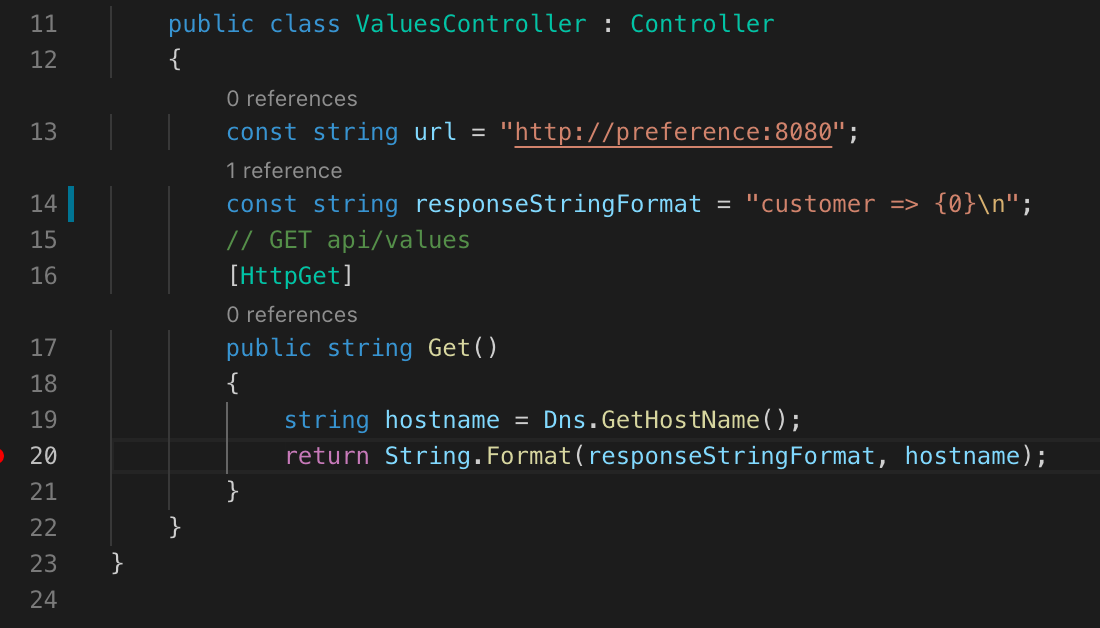 11 public class ValuesController : Controller
12 {
0 references
13 const string url = "http://preference:8080";
1 reference
14 const string responseStringFormat = "customer => {0}\n";
15 // GET api/values
16 [HttpGet]
0 references
17 public string Get()
18 {
19 string hostname = Dns.GetHostName();
20 return String.Format(responseStringFormat, hostname);
21 }
22 }
23 }
24